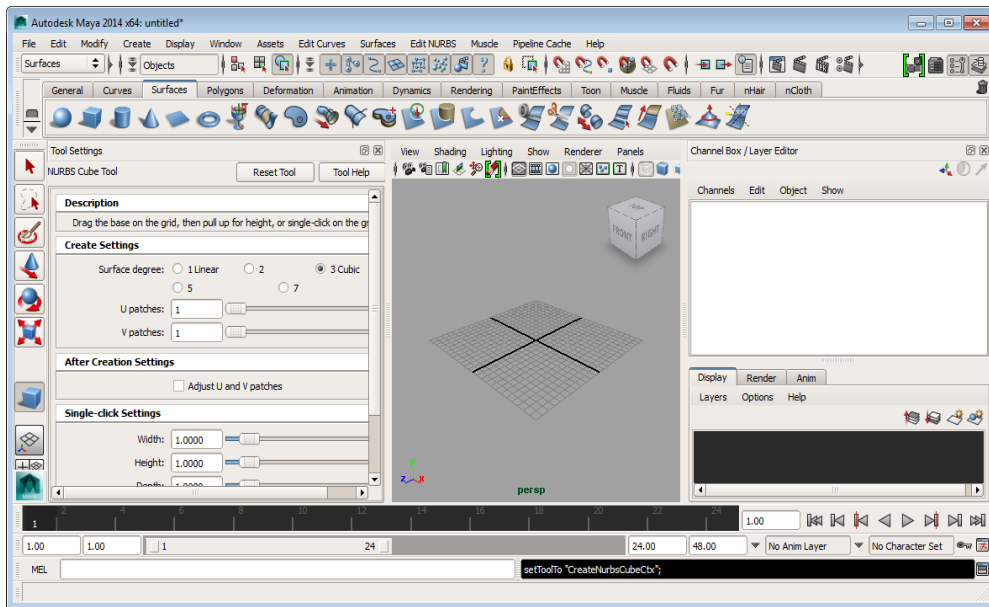 Autodesk Maya 2014 x64: untitled*
File Edit Modify Create Display Window Assets Edit Curves Surfaces Edit NURBS Muscle Pipeline Cache Help
Surfaces Objects
General Curves Surfaces Polygons Deformation Animation Dynamics Rendering PaintEffects Toon Muscle Fluids Fur nHair nCloth
Tool Settings
NURBS Cube Tool Reset Tool Tool Help
Description
Drag the base on the grid, then pull up for height, or single-click on the gr
Create Settings
Surface degree: 1 Linear 2 3 Cubic
5 7
U patches: 1
V patches: 1
After Creation Settings
Adjust U and V patches
Single-click Settings
Width: 1.0000
Height: 1.0000
Depth: 1.0000
View Shading Lighting Show Renderer Panels
FRONT RIGHT
Y
Z X
persp
Channel Box / Layer Editor
Channels Edit Object Show
Display Render Anim
Layers Options Help
2 4 6 8 10 12 14 16 18 20 22 24
1 1.00
1.00 1.00 1 24 24.00 48.00 No Anim Layer No Character Set
MEL setToolTo "CreateNurbsCubeCtx";